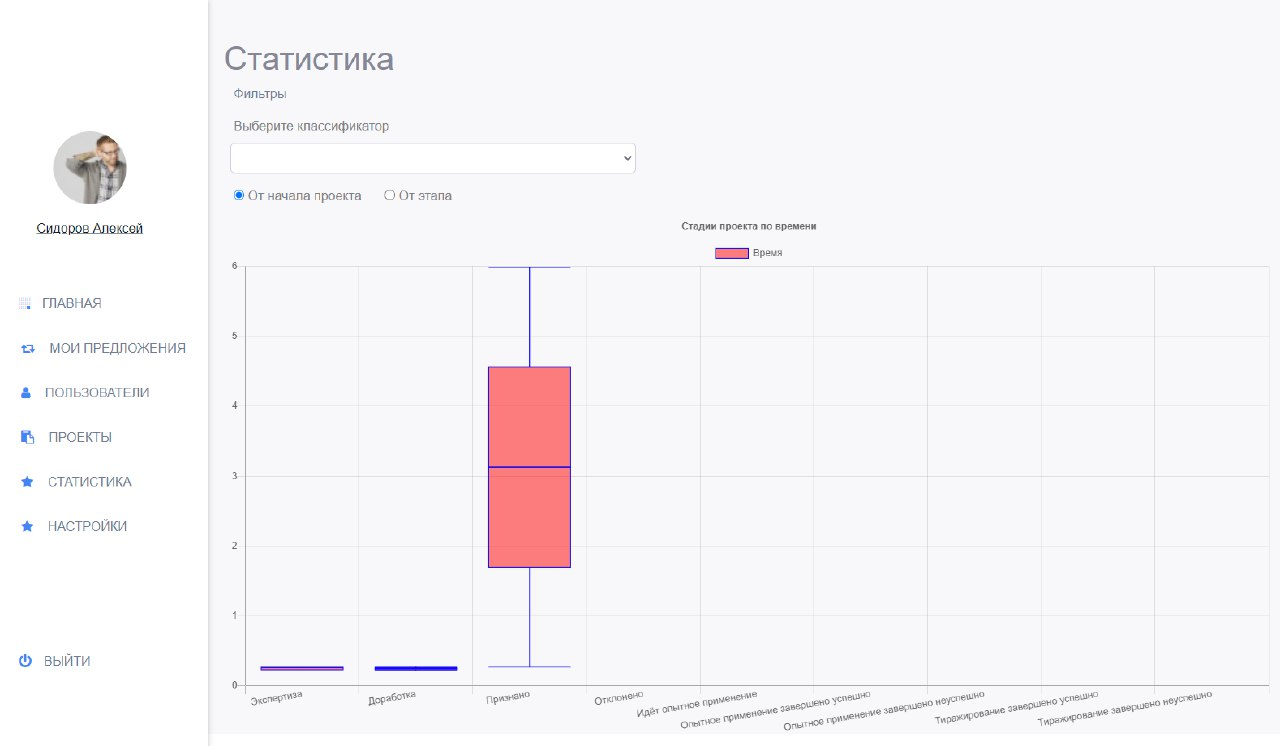 Статистика
Фильтры
Выберите классификатор
От начала проекта От этапа
Сидоров Алексей
ГЛАВНАЯ
МОИ ПРЕДЛОЖЕНИЯ
ПОЛЬЗОВАТЕЛИ
ПРОЕКТЫ
СТАТИСТИКА
НАСТРОЙКИ
ВЫЙТИ
Стадии проекта по времени
Время
6
5
4
3
2
1
0
Экспертиза
Доработка
Признано
Отклонено
Идёт опытное применение
Опытное применение завершено успешно
Опытное применение завершено неуспешно
Тиражирование завершено успешно
Тиражирование завершено неуспешно